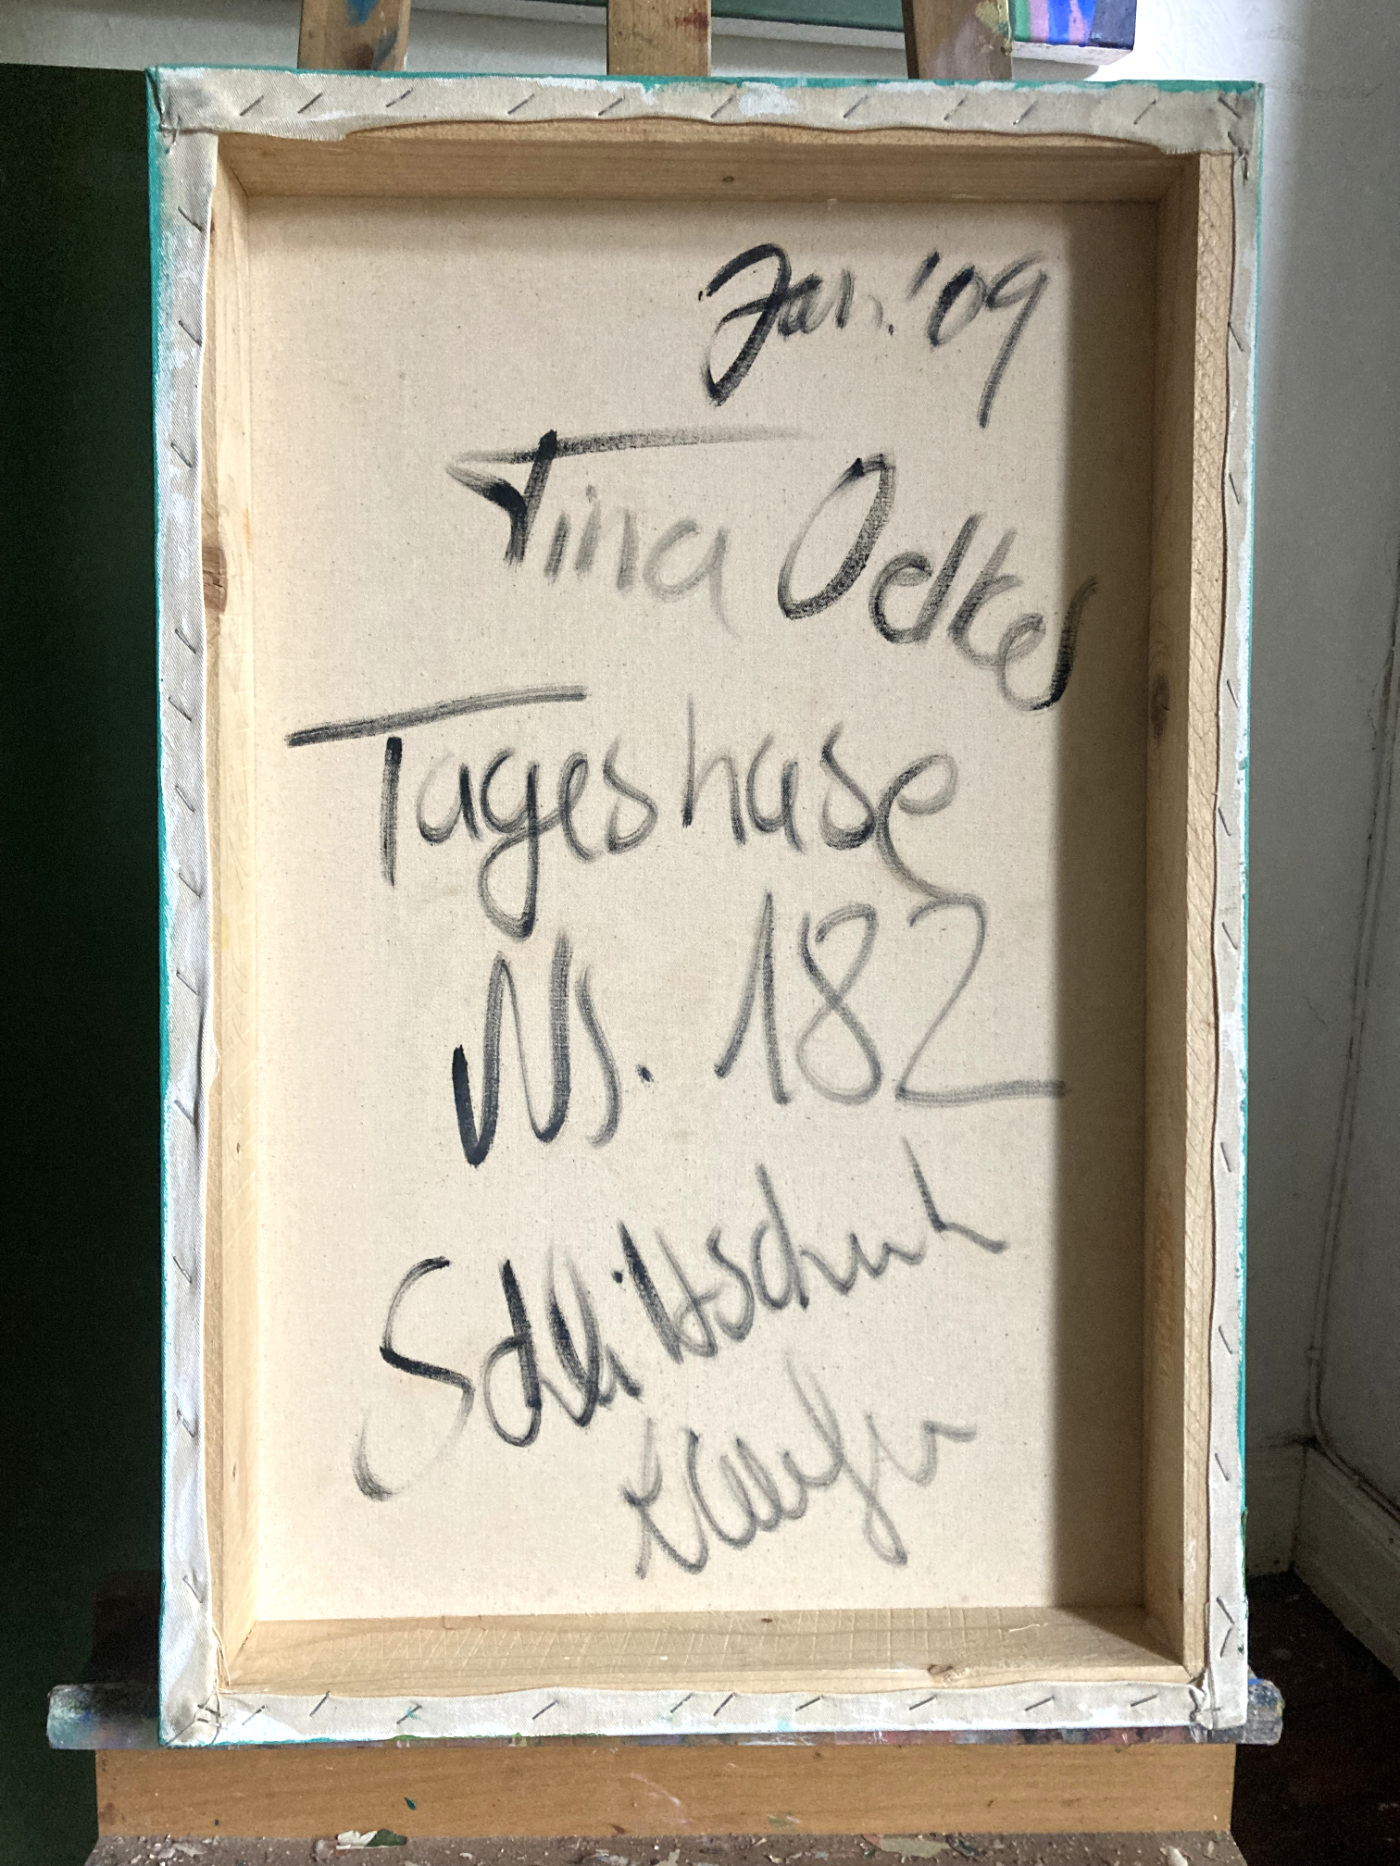 Jan. '09
Tina Oelker
Tageshase
Nr. 182
Schlittschuh
laufen